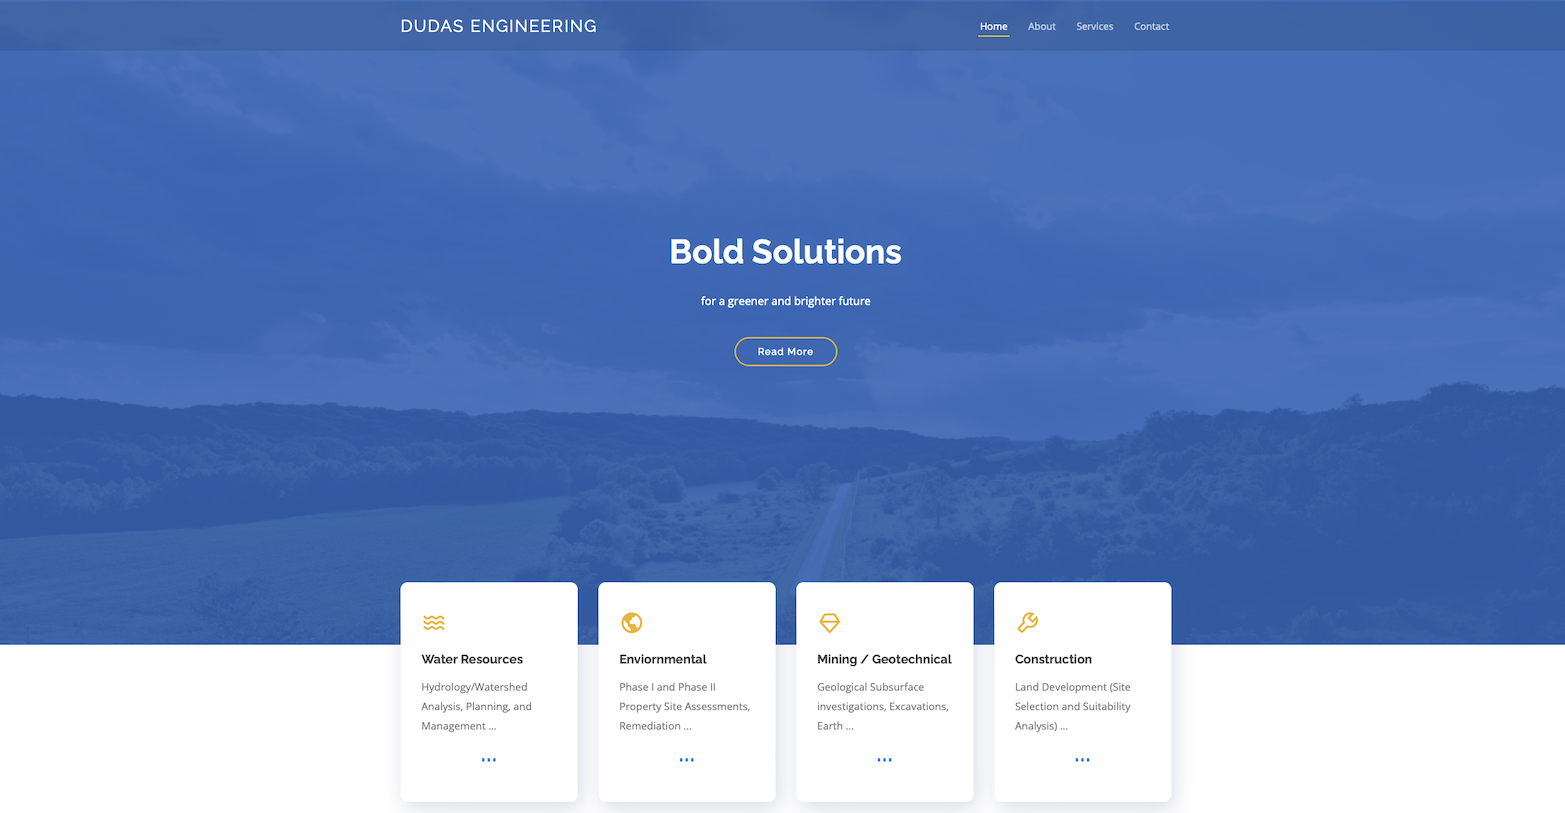 DUDAS ENGINEERING
Home About Services Contact
Bold Solutions
for a greener and brighter future
Read More
Water Resources
Hydrology/Watershed
Analysis, Planning, and
Management ...
...
Enviornmental
Phase I and Phase II
Property Site Assessments,
Remediation ...
...
Mining / Geotechnical
Geological Subsurface
investigations, Excavations,
Earth ...
...
Construction
Land Development (Site
Selection and Suitability
Analysis) ...
...